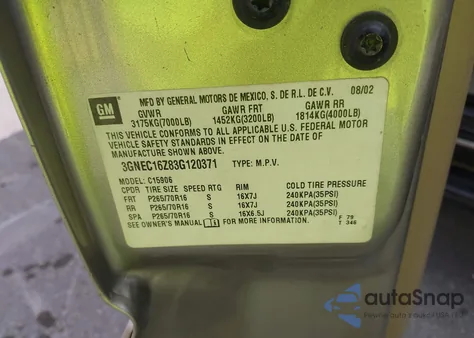 GM
MFD BY GENERAL MOTORS DE MEXICO, S. DE R.L. DE C.V. 08/02
GVWR GAWR FRT GAWR RR
3175KG(7000LB) 1452KG(3200LB) 1814KG(4000LB)
THIS VEHICLE CONFORMS TO ALL APPLICABLE U.S. FEDERAL MOTOR
VEHICLE SAFETY STANDARDS IN EFFECT ON THE DATE OF
MANUFACTURE SHOWN ABOVE.
3GNEC16Z83G120371 TYPE: M.P.V.
MODEL: C15906
CPDR TIRE SIZE SPEED RTG RIM COLD TIRE PRESSURE
FRT P265/70R16 S 16X7J 240KPA(35PSI)
RR P265/70R16 S 16X7J 240KPA(35PSI)
SPA P265/70R16 S 16X6.5J 240KPA(35PSI)
SEE OWNER'S MANUAL FOR MORE INFORMATION.
F 79
T 346
autoSnap